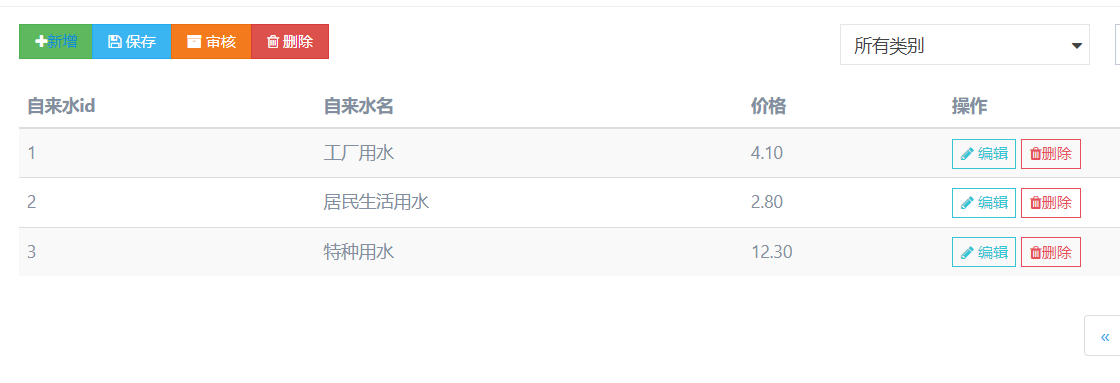 新增 保存 审核 删除 所有类别
自来水id 自来水名 价格 操作
1 工厂用水 4.10 编辑 删除
2 居民生活用水 2.80 编辑 删除
3 特种用水 12.30 编辑 删除
«